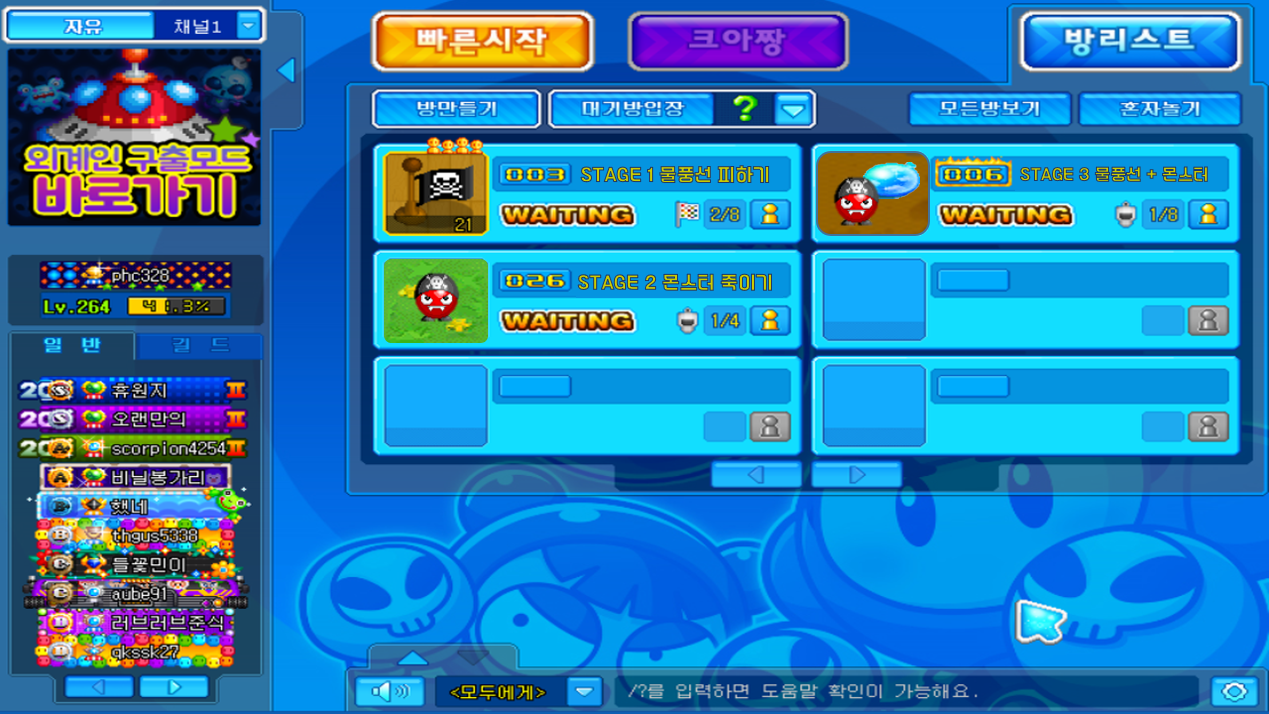 자유 채널1
외계인 구출모드
바로가기
phc328
Lv.264 41.3%
일 반 길 드
휴원지
오랜만의
scorpion4254
비닐봉가리
했네
thgus5338
들꽃민이
aube91
러브러브준식
qkssk27
빠른시작 크아짱 방리스트
방만들기 대기방입장 ? 모든방보기 혼자놀기
003 STAGE 1 물풍선 피하기
21 WAITING 2/8
006 STAGE 3 물풍선 + 몬스터
WAITING 1/8
026 STAGE 2 몬스터 죽이기
WAITING 1/4
<모두에게> /?를 입력하면 도움말 확인이 가능해요.